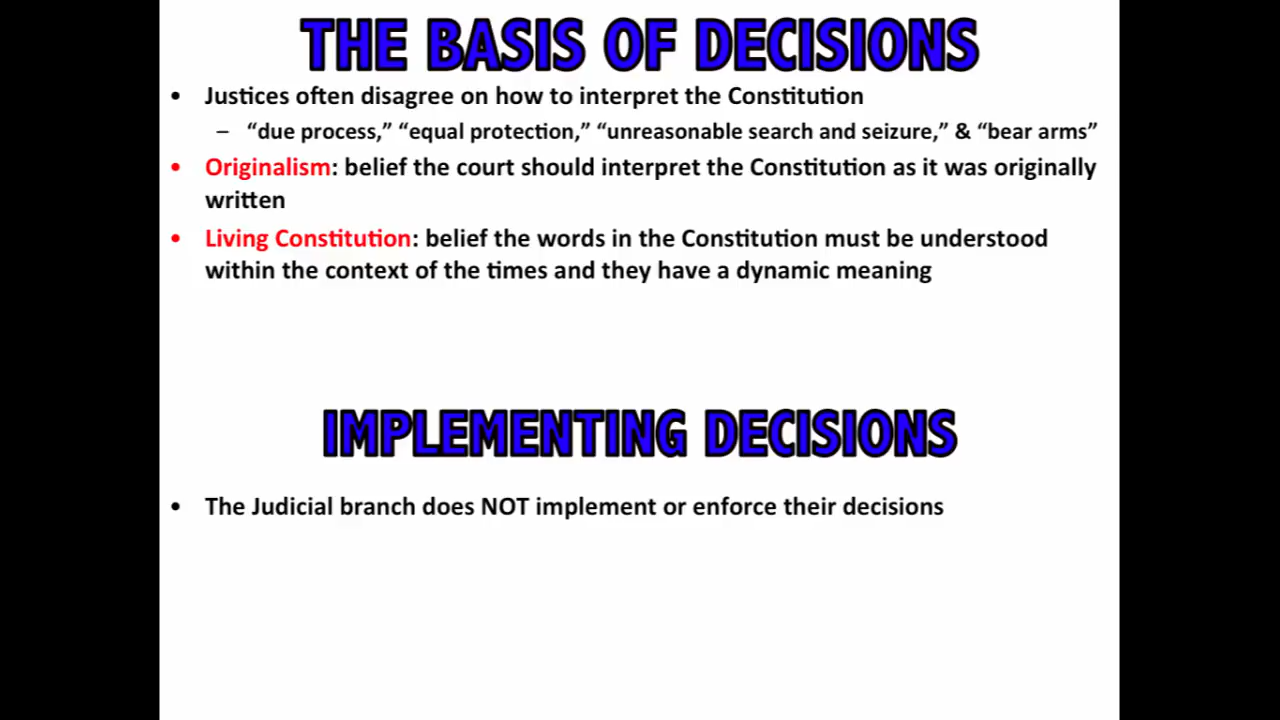 THE BASIS OF DECISIONS
• Justices often disagree on how to interpret the Constitution
– “due process,” “equal protection,” “unreasonable search and seizure,” & “bear arms”
• Originalism: belief the court should interpret the Constitution as it was originally
written
• Living Constitution: belief the words in the Constitution must be understood
within the context of the times and they have a dynamic meaning
IMPLEMENTING DECISIONS
• The Judicial branch does NOT implement or enforce their decisions